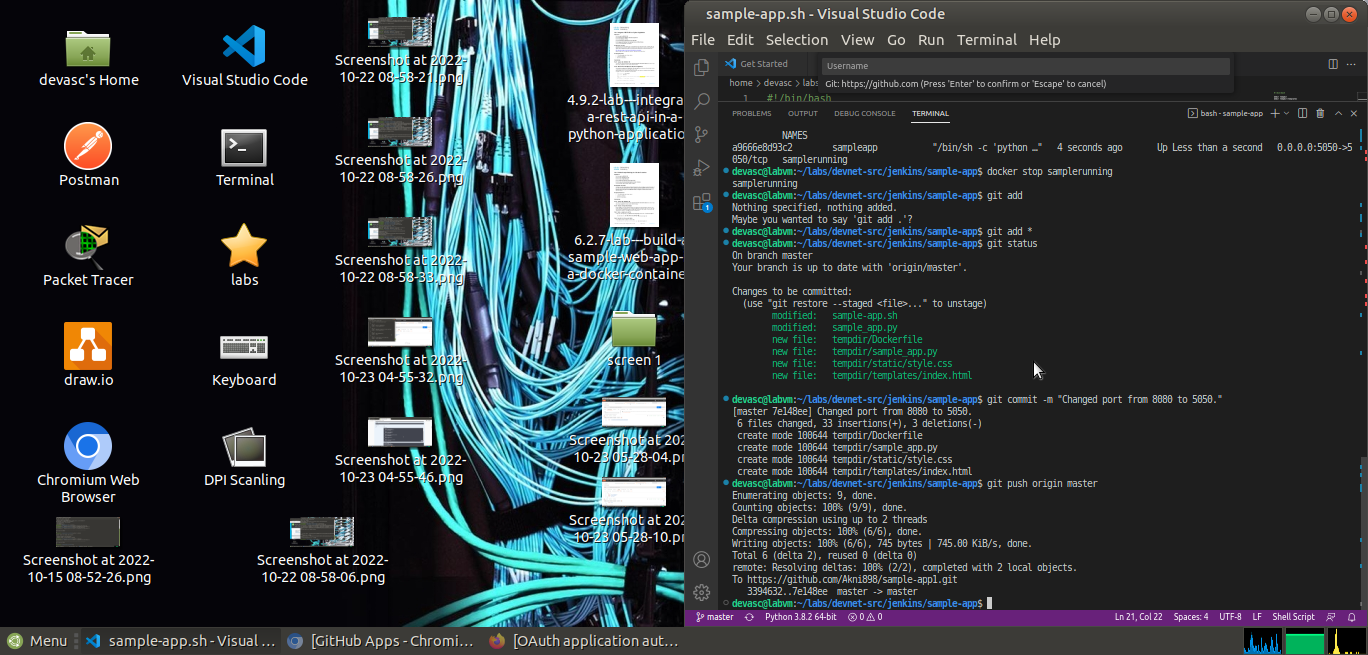 devasc's Home
Visual Studio Code
Postman
Terminal
Packet Tracer
labs
draw.io
Keyboard
Chromium Web
Browser
DPI Scanning
Screenshot at 2022-
10-15 08-52-26.png
Screenshot at 2022-
10-22 08-58-06.png
Screenshot at 2022-
10-22 08-58-21.png
Screenshot at 2022-
10-22 08-58-26.png
Screenshot at 2022-
10-22 08-58-33.png
Screenshot at 2022-
10-23 04-55-32.png
Screenshot at 2022-
10-23 04-55-46.png
4.9.2-lab---integra
a-rest-api-in-a-
python-applicatio
6.2.7-lab---build-a
sample-web-app-
a-docker-containe
screen 1
Screenshot at 202
10-23 05-28-04.p
Screenshot at 202
10-23 05-28-10.p
sample-app.sh - Visual Studio Code
File Edit Selection View Go Run Terminal Help
Get Started
Username
home > devasc > labs
Git: https://github.com (Press 'Enter' to confirm or 'Escape' to cancel)
1 #!/bin/bash
PROBLEMS OUTPUT DEBUG CONSOLE TERMINAL
bash - sample-app
NAMES
a9666e8d93c2 sampleapp "/bin/sh -c 'python …" 4 seconds ago Up Less than a second 0.0.0.0:5050->5
050/tcp samplerunning
devasc@labvm:~/labs/devnet-src/jenkins/sample-app$ docker stop samplerunning
samplerunning
devasc@labvm:~/labs/devnet-src/jenkins/sample-app$ git add
Nothing specified, nothing added.
Maybe you wanted to say 'git add .'?
devasc@labvm:~/labs/devnet-src/jenkins/sample-app$ git add *
devasc@labvm:~/labs/devnet-src/jenkins/sample-app$ git status
On branch master
Your branch is up to date with 'origin/master'.
Changes to be committed:
(use "git restore --staged <file>..." to unstage)
modified: sample-app.sh
modified: sample_app.py
new file: tempdir/Dockerfile
new file: tempdir/sample_app.py
new file: tempdir/static/style.css
new file: tempdir/templates/index.html
devasc@labvm:~/labs/devnet-src/jenkins/sample-app$ git commit -m "Changed port from 8080 to 5050."
[master 7e148ee] Changed port from 8080 to 5050.
6 files changed, 33 insertions(+), 3 deletions(-)
create mode 100644 tempdir/Dockerfile
create mode 100644 tempdir/sample_app.py
create mode 100644 tempdir/static/style.css
create mode 100644 tempdir/templates/index.html
devasc@labvm:~/labs/devnet-src/jenkins/sample-app$ git push origin master
Enumerating objects: 9, done.
Counting objects: 100% (9/9), done.
Delta compression using up to 2 threads
Compressing objects: 100% (6/6), done.
Writing objects: 100% (6/6), 745 bytes | 745.00 KiB/s, done.
Total 6 (delta 2), reused 0 (delta 0)
remote: Resolving deltas: 100% (2/2), completed with 2 local objects.
To https://github.com/Akni898/sample-app1.git
3394632..7e148ee master -> master
devasc@labvm:~/labs/devnet-src/jenkins/sample-app$
1
master Python 3.8.2 64-bit 0 0 Ln 21, Col 22 Spaces: 4 UTF-8 LF Shell Script
Menu sample-app.sh - Visual ... [GitHub Apps - Chromi... [OAuth application aut...